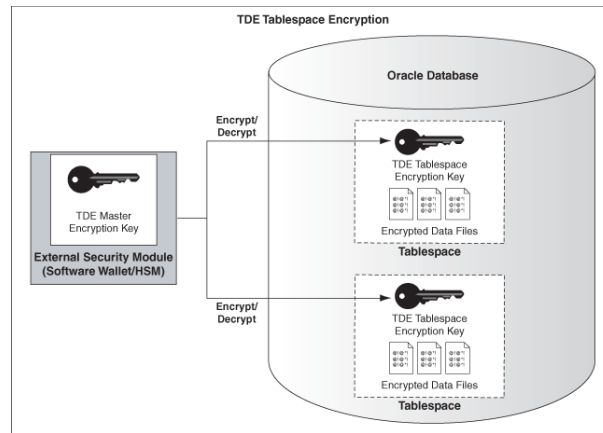 TDE Tablespace Encryption
Oracle Database
Encrypt/
Decrypt
TDE Tablespace
Encryption Key
Encrypted Data Files
Tablespace
TDE Master
Encryption Key
External Security Module
(Software Wallet/HSM)
Encrypt/
Decrypt
TDE Tablespace
Encryption Key
Encrypted Data Files
Tablespace